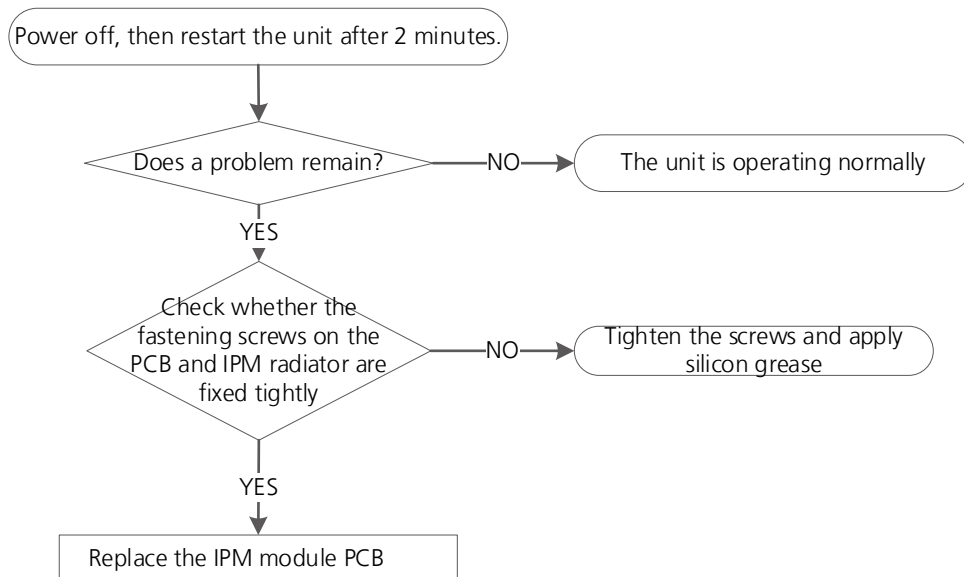 Power off, then restart the unit after 2 minutes.
Does a problem remain?
NO
The unit is operating normally
YES
Check whether the
fastening screws on the
PCB and IPM radiator are
fixed tightly
NO
Tighten the screws and apply
silicon grease
YES
Replace the IPM module PCB